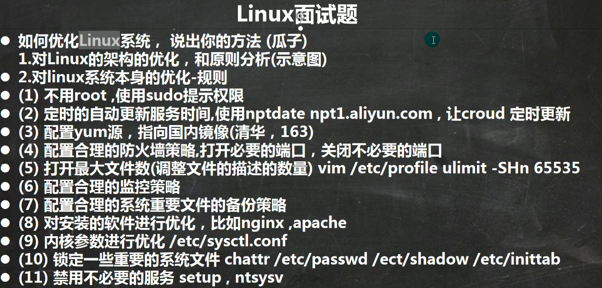 Linux面试题
● 如何优化Linux系统，说出你的方法 (瓜子)
1.对Linux的架构的优化，和原则分析(示意图)
● 2.对linux系统本身的优化-规则
● (1) 不用root ,使用sudo提示权限
● (2) 定时的自动更新服务时间,使用nptdate npt1.aliyun.com，让croud 定时更新
● (3) 配置yum源，指向国内镜像(清华，163)
● (4) 配置合理的防火墙策略,打开必要的端口，关闭不必要的端口
● (5) 打开最大文件数(调整文件的描述的数量) vim /etc/profile ulimit -SHn 65535
● (6) 配置合理的监控策略
● (7) 配置合理的系统重要文件的备份策略
● (8) 对安装的软件进行优化，比如nginx ,apache
● (9) 内核参数进行优化 /etc/sysctl.conf
● (10) 锁定一些重要的系统文件 chattr /etc/passwd /ect/shadow /etc/inittab
● (11) 禁用不必要的服务 setup , ntsysv